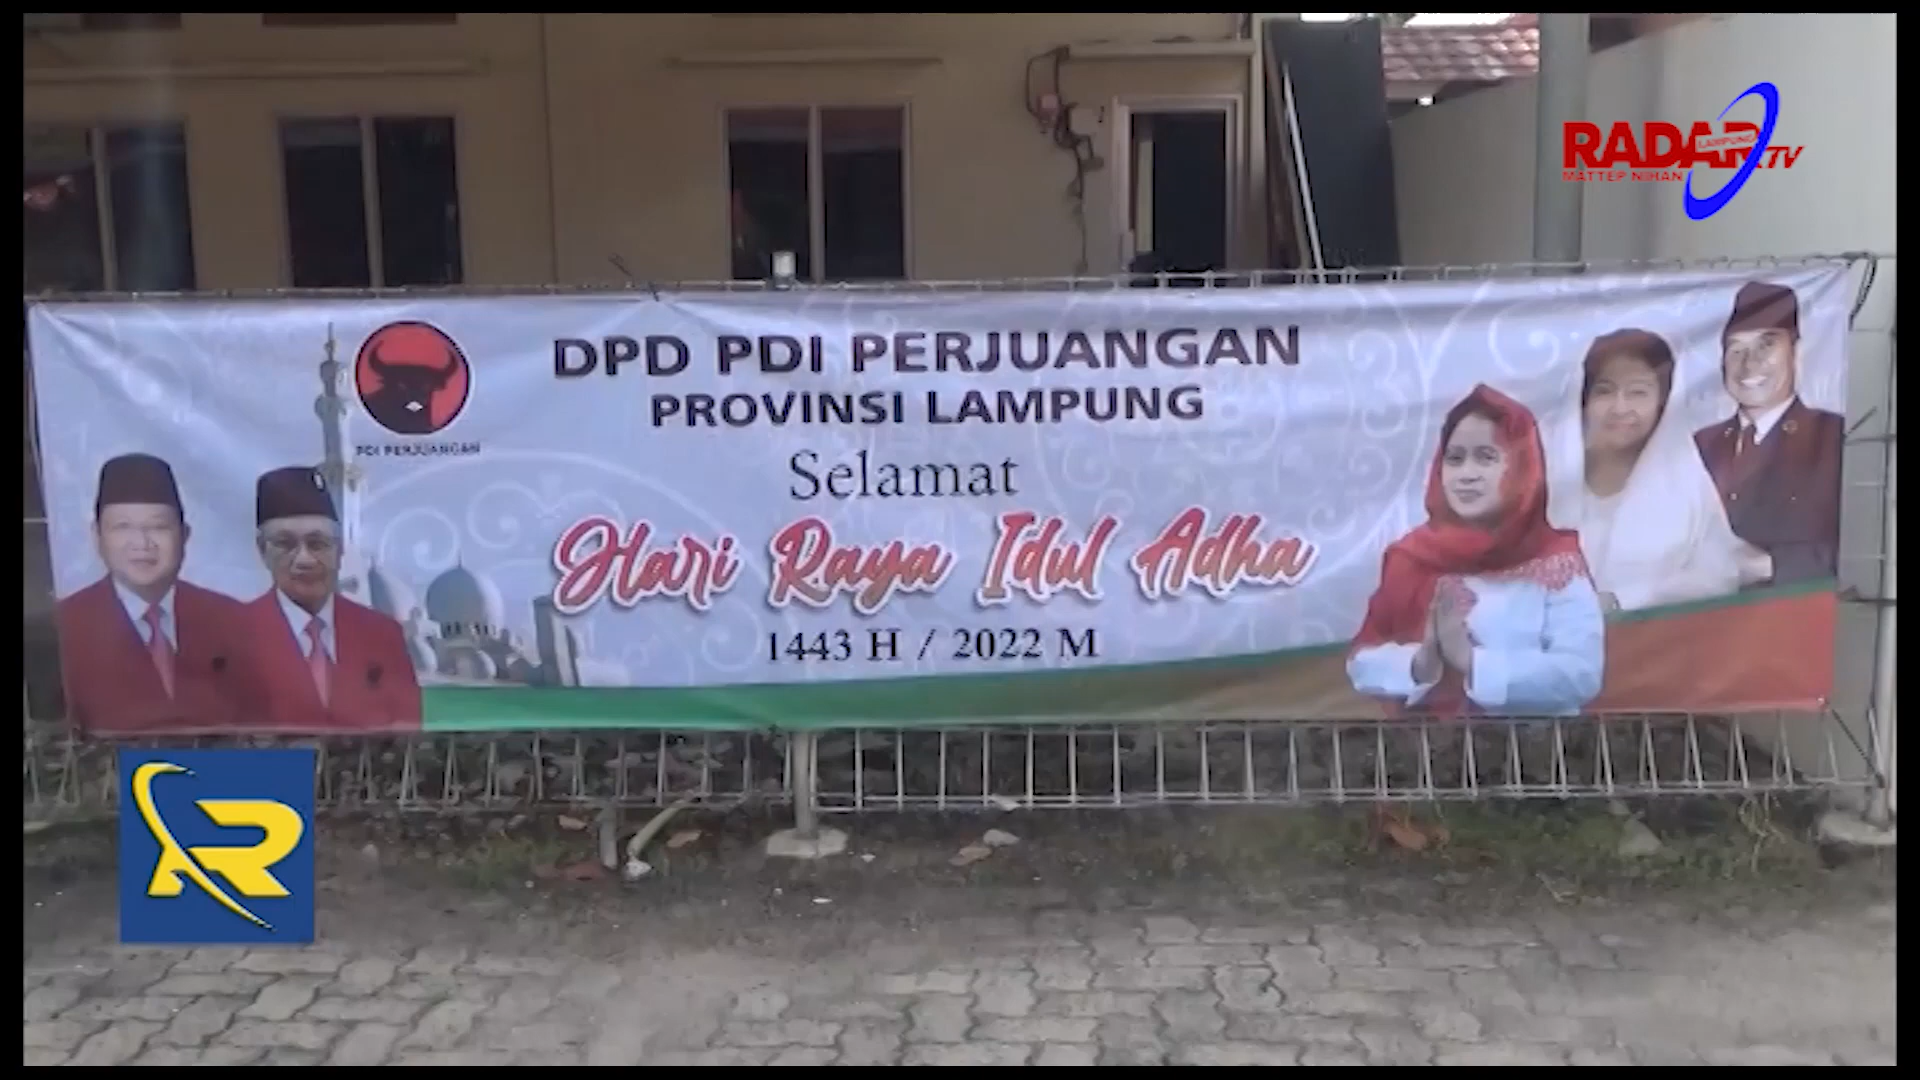 RADAR TV
LAMPUNG
MATTEP NIHAN
DPD PDI PERJUANGAN
PROVINSI LAMPUNG
PDI PERJUANGAN
Selamat
Hari Raya Idul Adha
1443 H / 2022 M
R